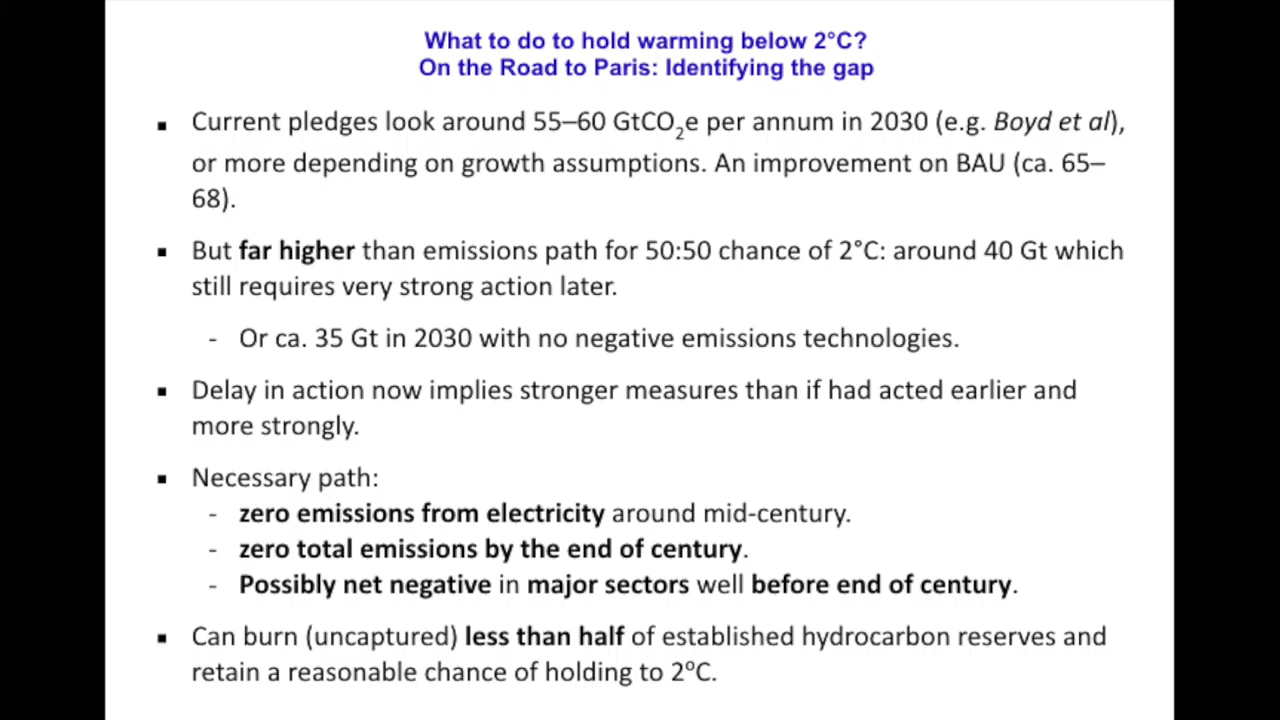 What to do to hold warming below 2°C?
On the Road to Paris: Identifying the gap
▪ Current pledges look around 55–60 GtCO₂e per annum in 2030 (e.g. Boyd et al),
or more depending on growth assumptions. An improvement on BAU (ca. 65–
68).
▪ But far higher than emissions path for 50:50 chance of 2°C: around 40 Gt which
still requires very strong action later.
- Or ca. 35 Gt in 2030 with no negative emissions technologies.
▪ Delay in action now implies stronger measures than if had acted earlier and
more strongly.
▪ Necessary path:
- zero emissions from electricity around mid-century.
- zero total emissions by the end of century.
- Possibly net negative in major sectors well before end of century.
▪ Can burn (uncaptured) less than half of established hydrocarbon reserves and
retain a reasonable chance of holding to 2ºC.